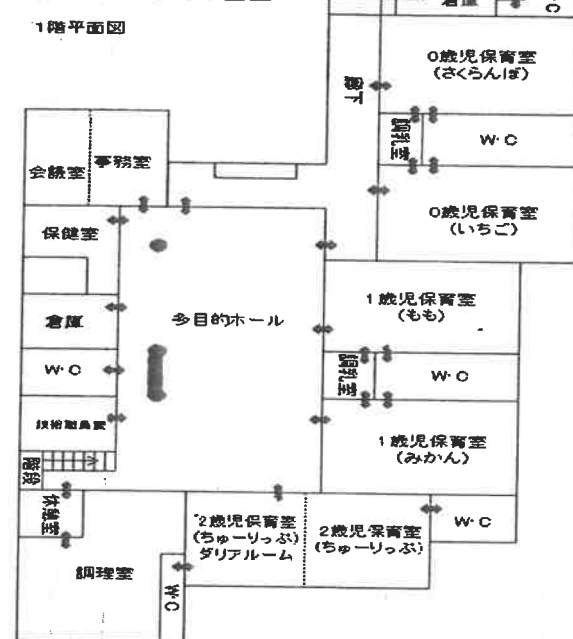 1階平面図
倉庫
W・C
0歳児保育室
(さくらんぼ)
廊下
調乳室
W・C
会議室
事務室
0歳児保育室
(いちご)
保健室
1歳児保育室
(もも)
倉庫
多目的ホール
W・C
調乳室
W・C
技術職員室
1歳児保育室
(みかん)
階段
休憩室
2歳児保育室
(ちゅーりっぷ)
ダリアルーム
2歳児保育室
(ちゅーりっぷ)
W・C
調理室
W・C